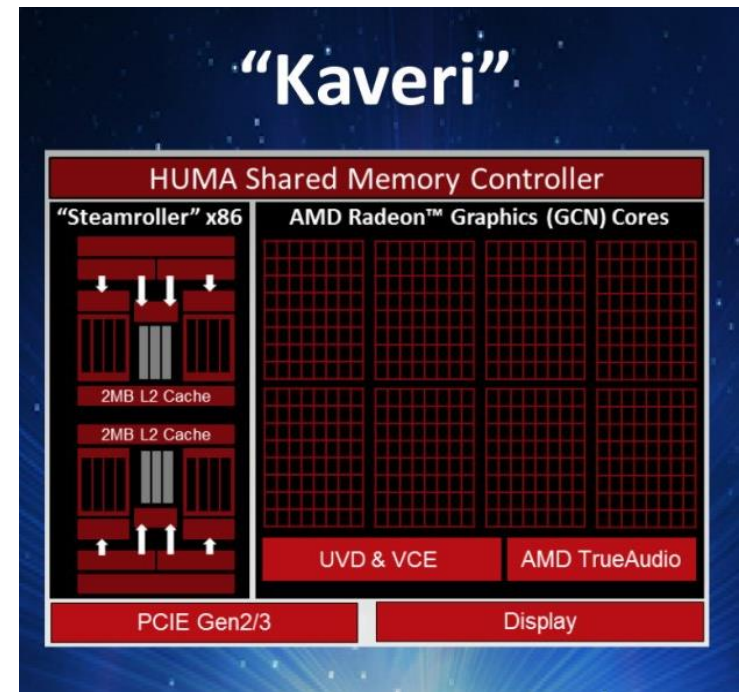 “Kaveri”
HUMA Shared Memory Controller
“Steamroller” x86
AMD Radeon™ Graphics (GCN) Cores
2MB L2 Cache
2MB L2 Cache
UVD & VCE
AMD TrueAudio
PCIE Gen2/3
Display